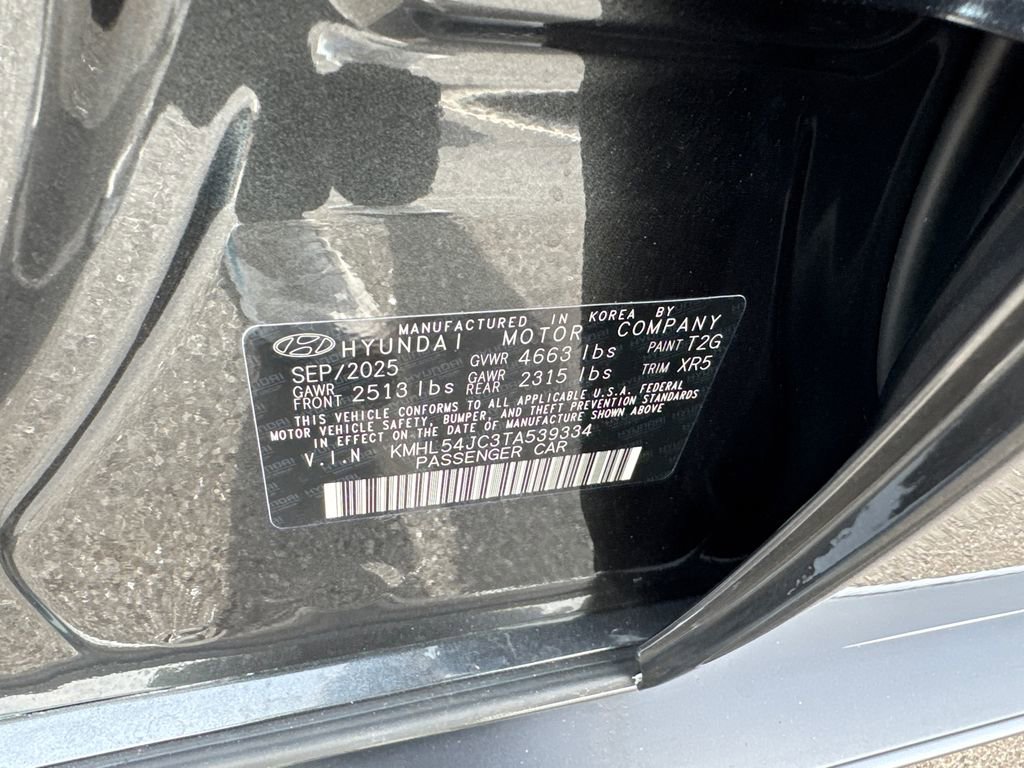 MANUFACTURED IN KOREA BY
HYUNDAI MOTOR COMPANY
SEP/2025 GVWR 4663 lbs PAINT T2G
GAWR FRONT 2513 lbs GAWR REAR 2315 lbs TRIM XR5
THIS VEHICLE CONFORMS TO ALL APPLICABLE U.S.A. FEDERAL
MOTOR VEHICLE SAFETY, BUMPER, AND THEFT PREVENTION STANDARDS
IN EFFECT ON THE DATE OF MANUFACTURE SHOWN ABOVE
V.I.N KMHL54JC3TA539334
PASSENGER CAR